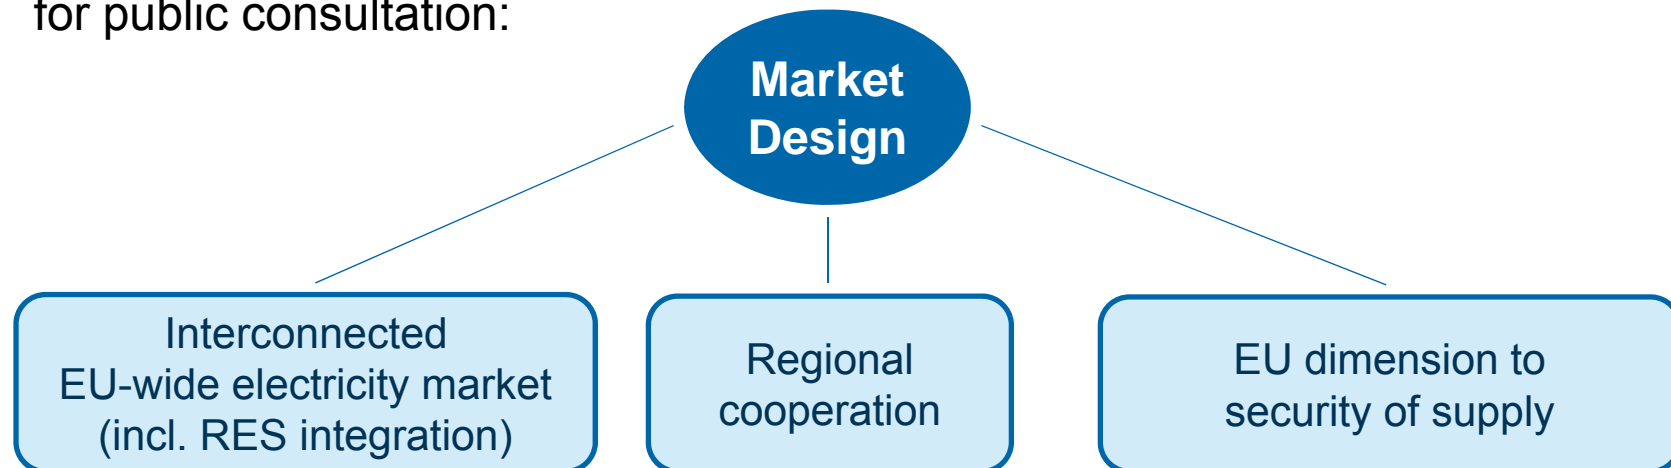 for public consultation:
Market
Design
Interconnected
EU-wide electricity market
(incl. RES integration)
Regional
cooperation
EU dimension to
security of supply